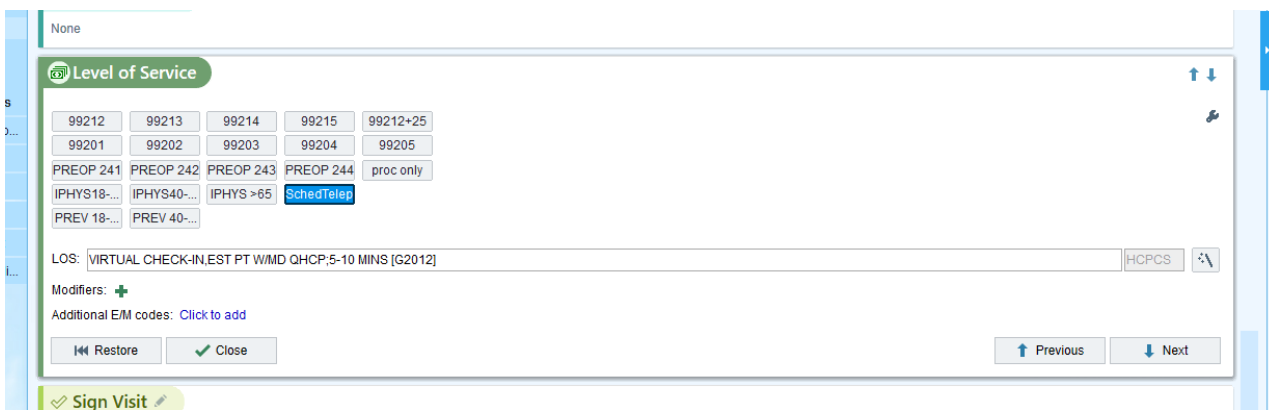 None
Level of Service
s
99212 99213 99214 99215 99212+25
99201 99202 99203 99204 99205
PREOP 241 PREOP 242 PREOP 243 PREOP 244 proc only
IPHYS18-... IPHYS40-... IPHYS >65 SchedTelep
PREV 18-... PREV 40-...
LOS: VIRTUAL CHECK-IN,EST PT W/MD QHCP;5-10 MINS [G2012] HCPCS
i...
Modifiers:
Additional E/M codes: Click to add
Restore Close Previous Next
Sign Visit